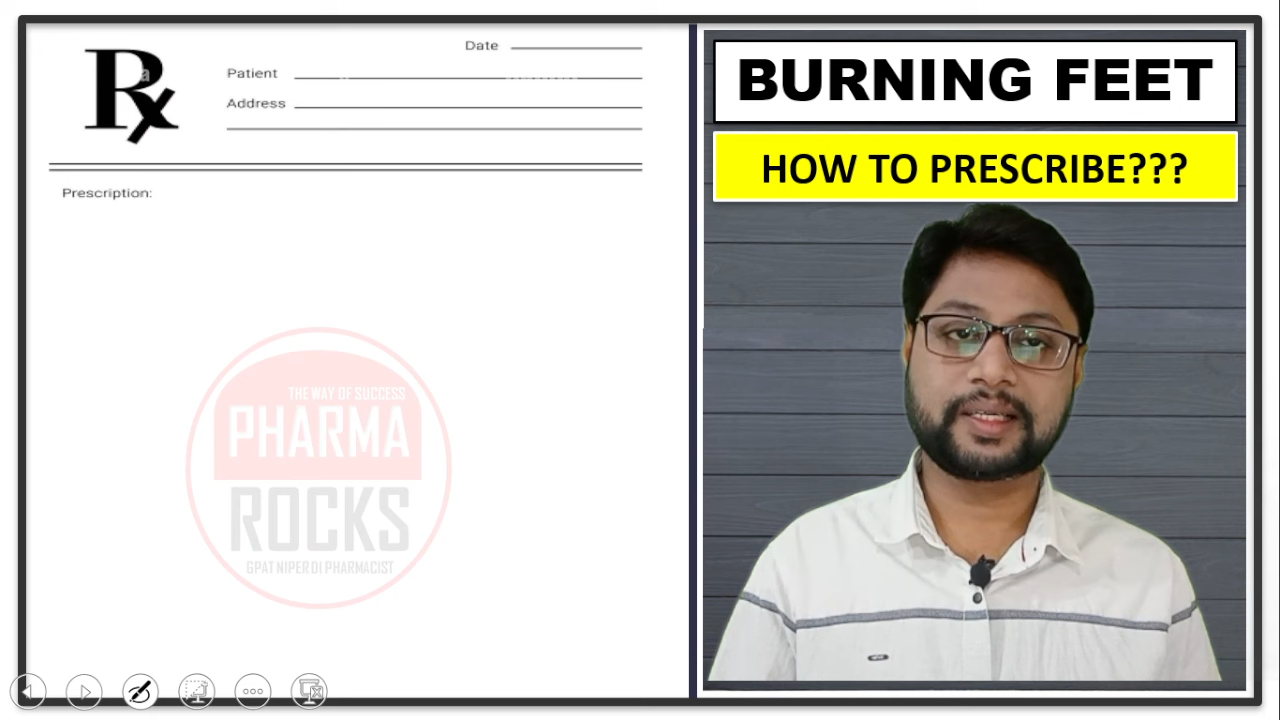 Rx
Date
Patient
Address
Prescription:
THE WAY OF SUCCESS
PHARMA
ROCKS
GPAT NIPER DI PHARMACIST
BURNING FEET
HOW TO PRESCRIBE???